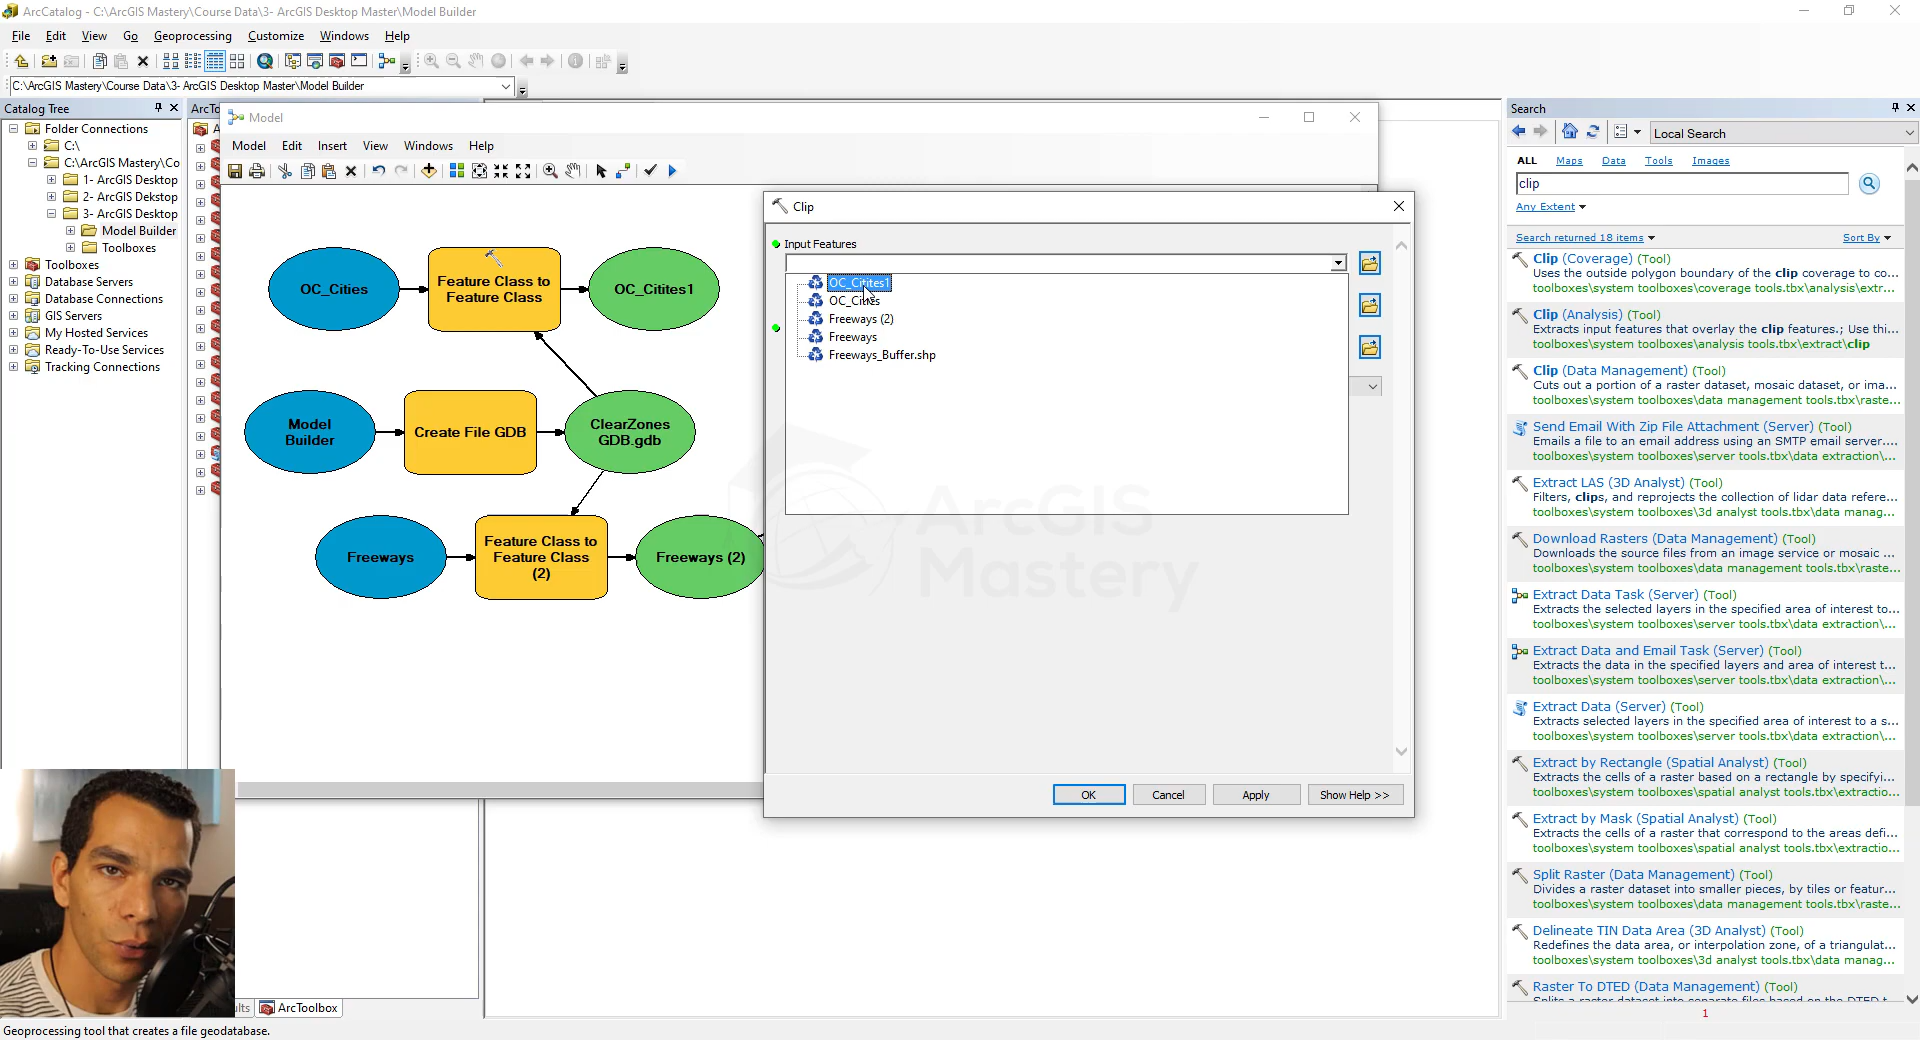 ArcCatalog - C:\ArcGIS Mastery\Course Data\3- ArcGIS Desktop Master\Model Builder
File Edit View Go Geoprocessing Customize Windows Help
C:\ArcGIS Mastery\Course Data\3- ArcGIS Desktop Master\Model Builder
Catalog Tree
Folder Connections
C:\
C:\ArcGIS Mastery\Co
1- ArcGIS Desktop
2- ArcGIS Dekstop
3- ArcGIS Desktop
Model Builder
Toolboxes
Toolboxes
Database Servers
Database Connections
GIS Servers
My Hosted Services
Ready-To-Use Services
Tracking Connections
ArcTo
A
Model
Model Edit Insert View Windows Help
OC_Cities
Feature Class to
Feature Class
OC_Citites1
Model
Builder
Create File GDB
ClearZones
GDB.gdb
Freeways
Feature Class to
Feature Class
(2)
Freeways (2)
Clip
Input Features
OC_Citites1
OC_Cities
Freeways (2)
Freeways
Freeways_Buffer.shp
ArcGIS
Mastery
OK Cancel Apply Show Help >>
Search
Local Search
ALL Maps Data Tools Images
clip
Any Extent
Search returned 18 items Sort By
Clip (Coverage) (Tool)
Uses the outside polygon boundary of the clip coverage to co...
toolboxes\system toolboxes\coverage tools.tbx\analysis\extr...
Clip (Analysis) (Tool)
Extracts input features that overlay the clip features.; Use thi...
toolboxes\system toolboxes\analysis tools.tbx\extract\clip
Clip (Data Management) (Tool)
Cuts out a portion of a raster dataset, mosaic dataset, or ima...
toolboxes\system toolboxes\data management tools.tbx\raste...
Send Email With Zip File Attachment (Server) (Tool)
Emails a file to an email address using an SMTP email server....
toolboxes\system toolboxes\server tools.tbx\data extraction\...
Extract LAS (3D Analyst) (Tool)
Filters, clips, and reprojects the collection of lidar data refere...
toolboxes\system toolboxes\3d analyst tools.tbx\data manag...
Download Rasters (Data Management) (Tool)
Downloads the source files from an image service or mosaic ...
toolboxes\system toolboxes\data management tools.tbx\raste...
Extract Data Task (Server) (Tool)
Extracts the selected layers in the specified area of interest to...
toolboxes\system toolboxes\server tools.tbx\data extraction\...
Extract Data and Email Task (Server) (Tool)
Extracts the data in the specified layers and area of interest t...
toolboxes\system toolboxes\server tools.tbx\data extraction\...
Extract Data (Server) (Tool)
Extracts selected layers in the specified area of interest to a s...
toolboxes\system toolboxes\server tools.tbx\data extraction\...
Extract by Rectangle (Spatial Analyst) (Tool)
Extracts the cells of a raster based on a rectangle by specifyi...
toolboxes\system toolboxes\spatial analyst tools.tbx\extractio...
Extract by Mask (Spatial Analyst) (Tool)
Extracts the cells of a raster that correspond to the areas defi...
toolboxes\system toolboxes\spatial analyst tools.tbx\extractio...
Split Raster (Data Management) (Tool)
Divides a raster dataset into smaller pieces, by tiles or featur...
toolboxes\system toolboxes\data management tools.tbx\raste...
Delineate TIN Data Area (3D Analyst) (Tool)
Redefines the data area, or interpolation zone, of a triangulat...
toolboxes\system toolboxes\3d analyst tools.tbx\data manag...
Raster To DTED (Data Management) (Tool)
1
ults ArcToolbox
Geoprocessing tool that creates a file geodatabase.